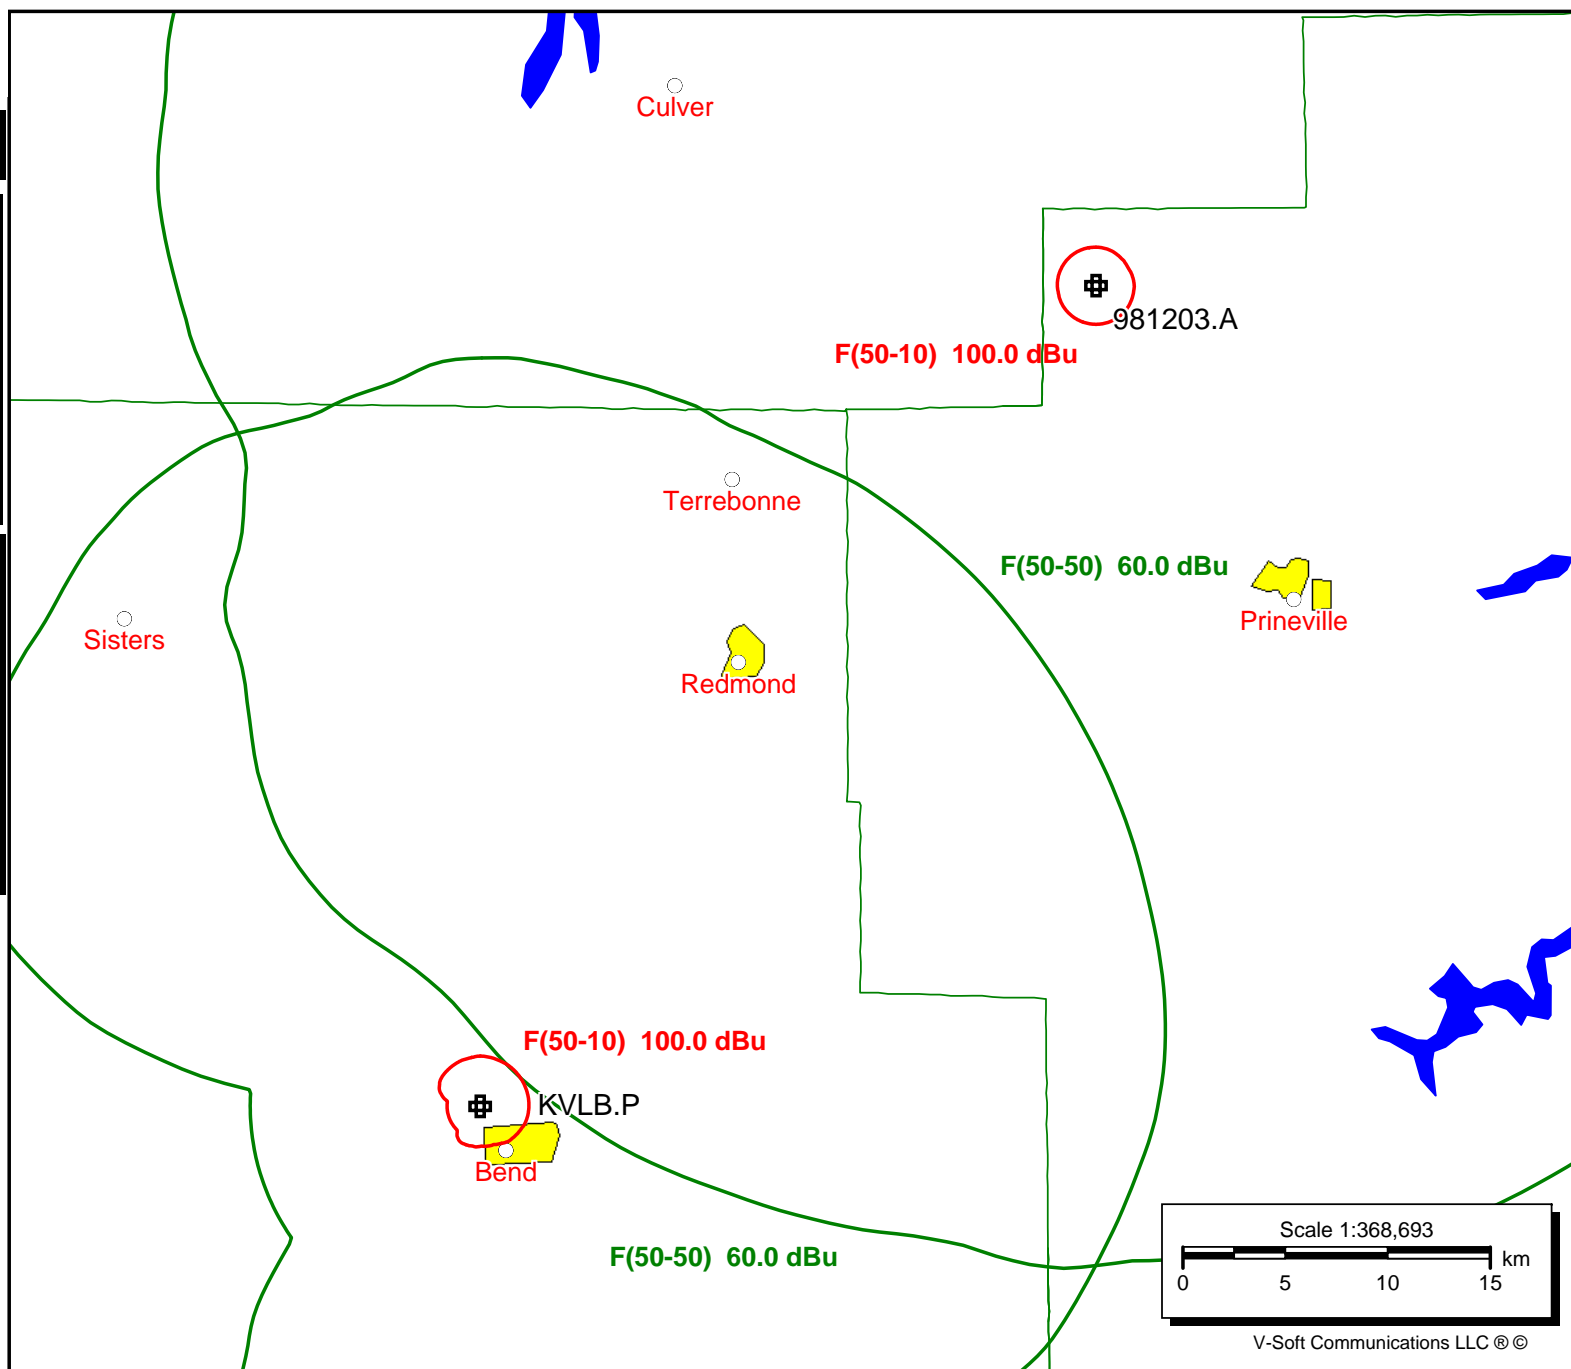 Culver
981203.A
F(50-10) 100.0 dBu
Terrebonne
F(50-50) 60.0 dBu
Prineville
Sisters
Redmond
F(50-10) 100.0 dBu
KVLB.P
Bend
F(50-50) 60.0 dBu
Scale 1:368,693
km
0 5 10 15
V-Soft Communications LLC ® ©